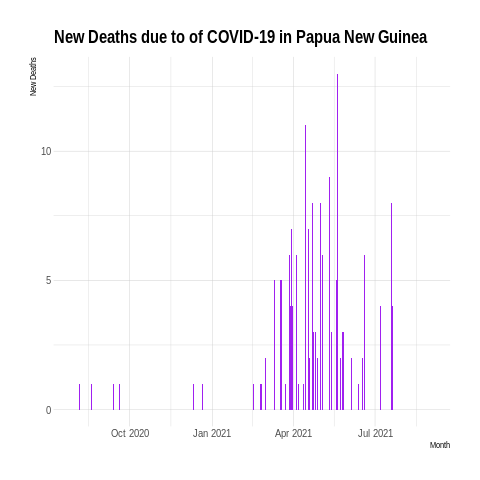 New Deaths due to of COVID-19 in Papua New Guinea
New Deaths
10
5
0
Oct 2020 Jan 2021 Apr 2021 Jul 2021
Month